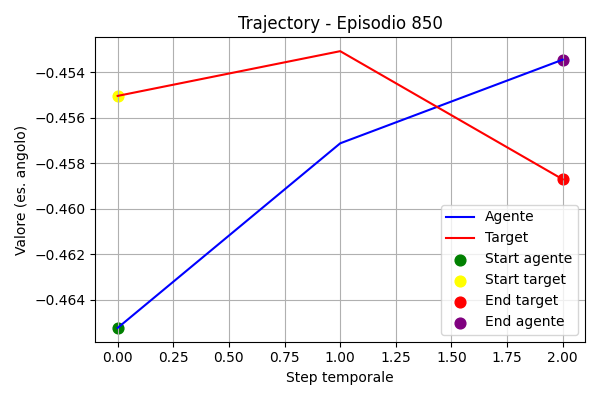 Trajectory - Episodio 850
Valore (es. angolo)
−0.454
−0.456
−0.458
−0.460
−0.462
−0.464
Agente
Target
Start agente
Start target
End target
End agente
0.00 0.25 0.50 0.75 1.00 1.25 1.50 1.75 2.00
Step temporale